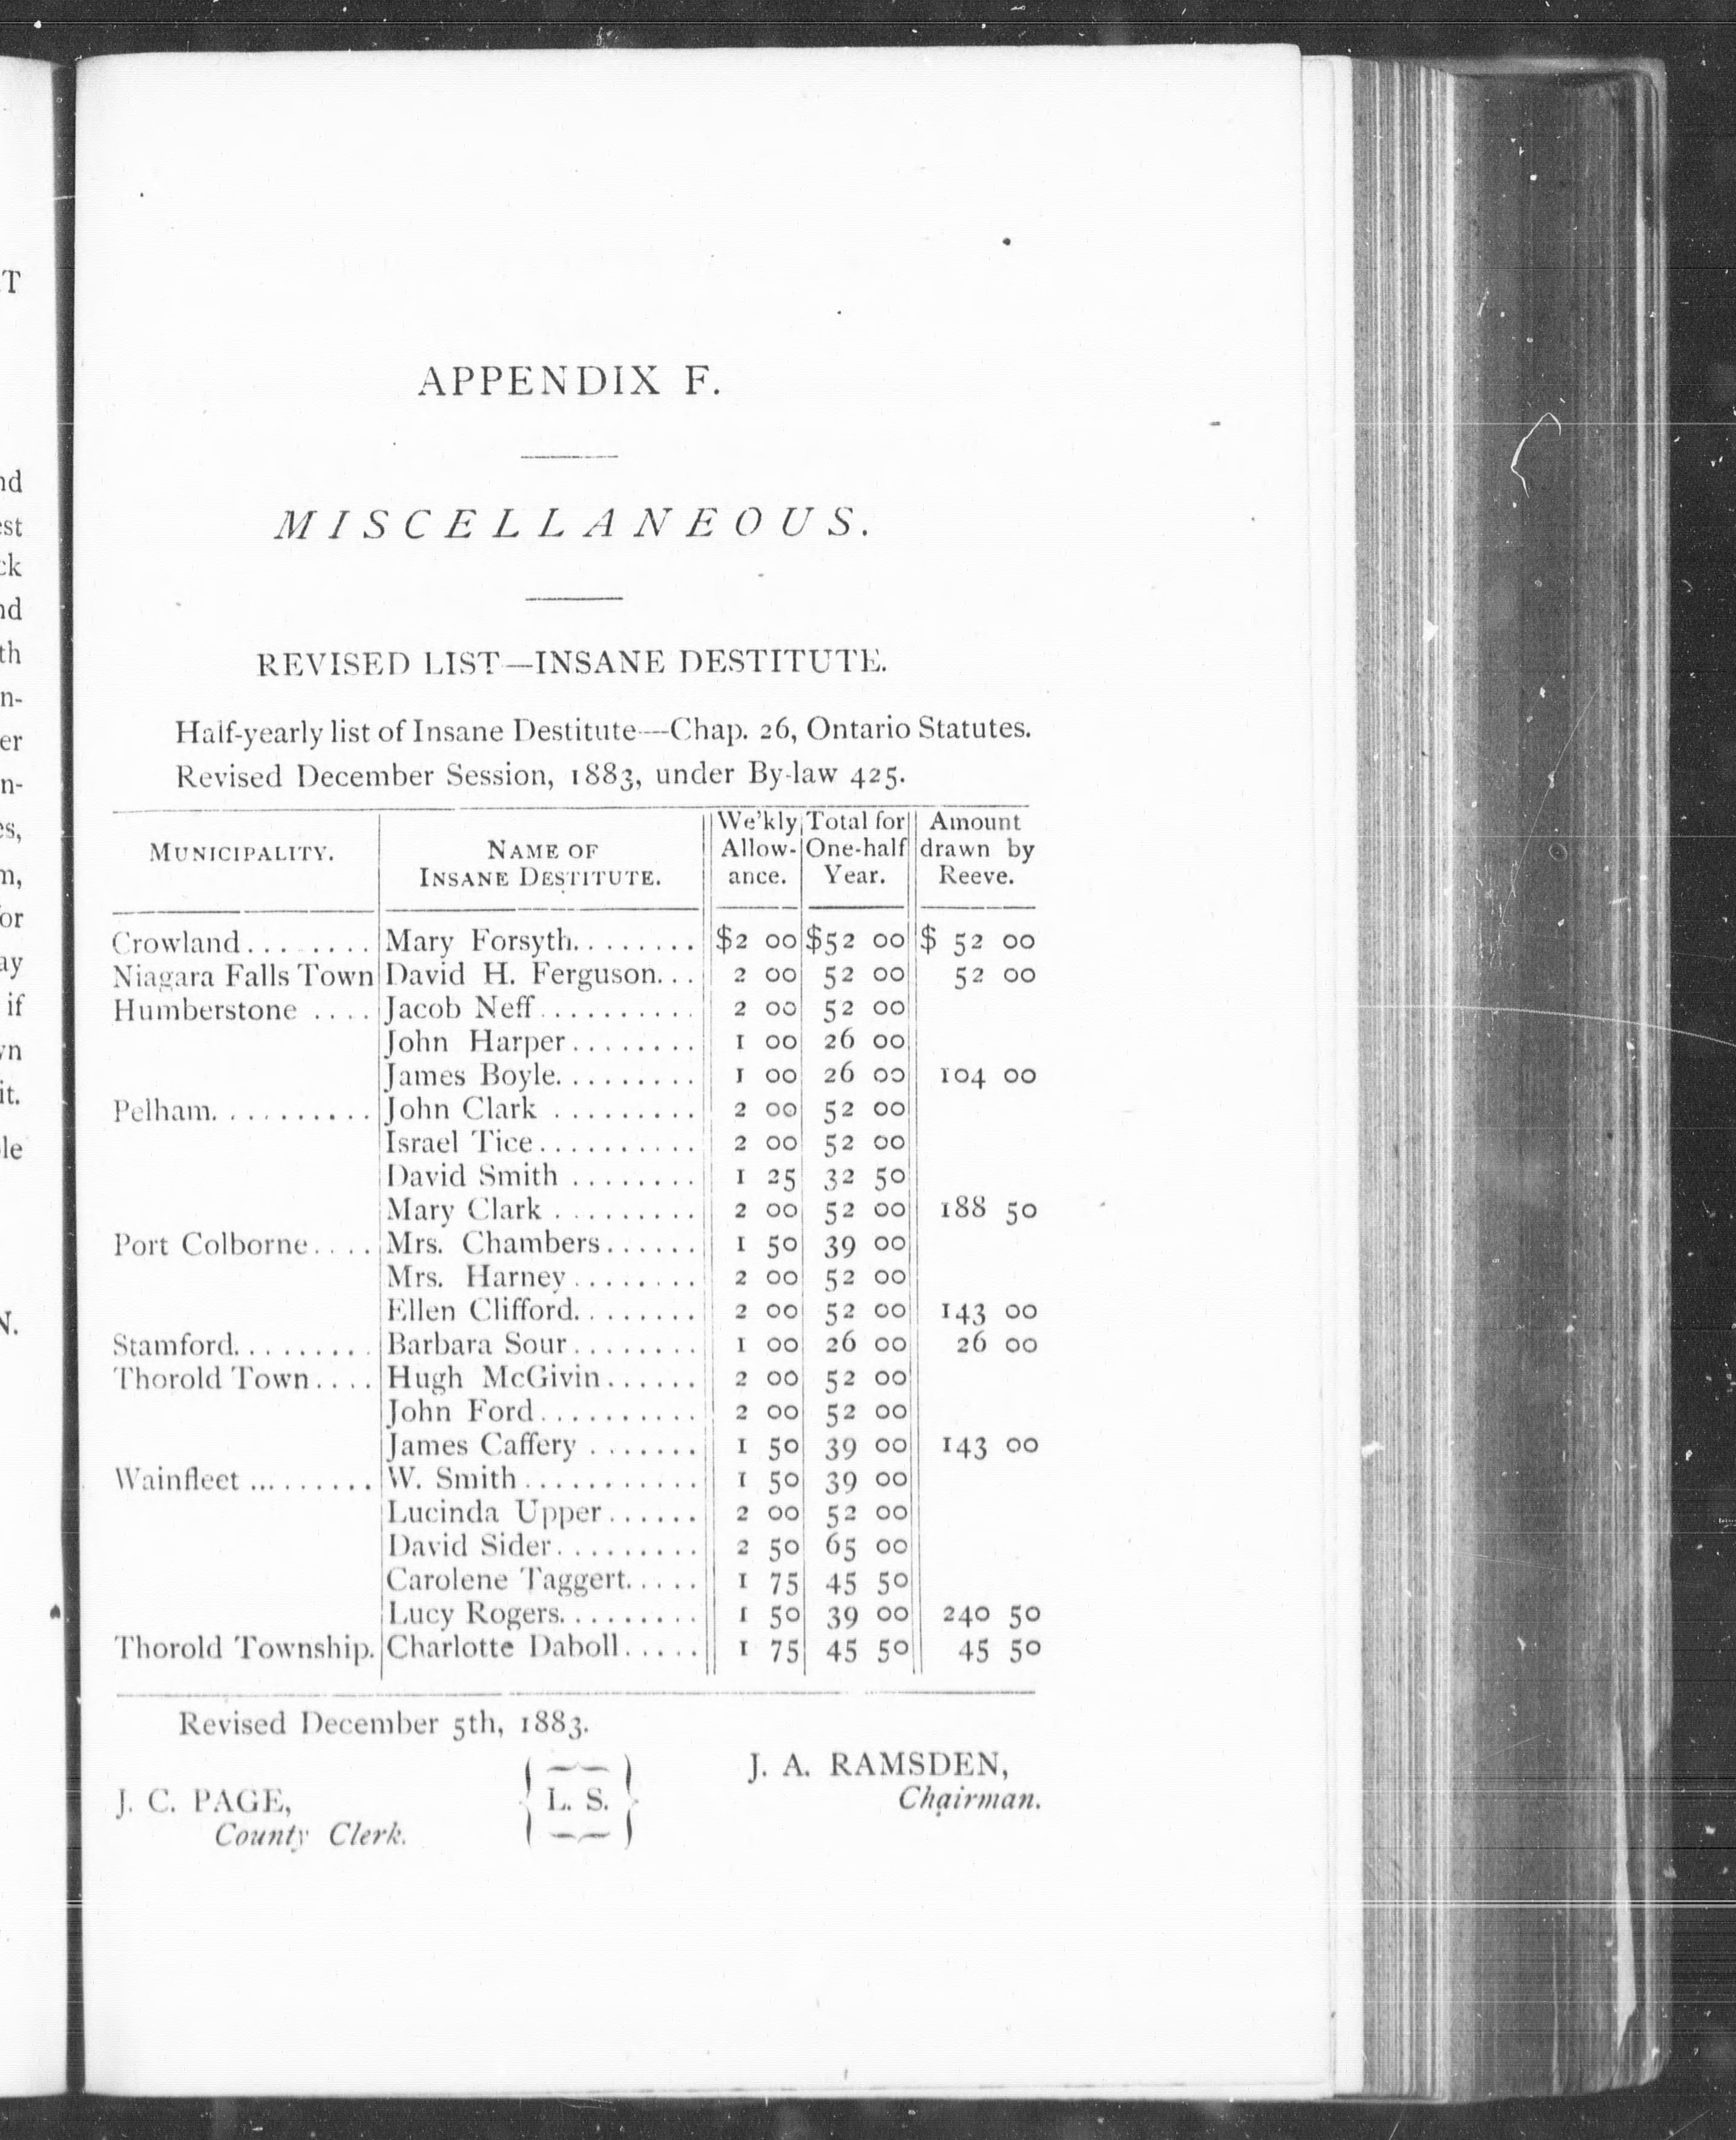 APPENDIX F.
MISCELLANEOUS.
REVISED LIST—INSANE DESTITUTE.
Half-yearly list of Insane Destitute—Chap. 26, Ontario Statutes.
Revised December Session, 1883, under By-law 425.
MUNICIPALITY. NAME OF INSANE DESTITUTE. We'kly Allow-ance. Total for One-half Year. Amount drawn by Reeve.
Crowland........ Mary Forsyth........ $2 00 $52 00 $ 52 00
Niagara Falls Town David H. Ferguson... 2 00 52 00 52 00
Humberstone .... Jacob Neff.......... 2 00 52 00
John Harper........ 1 00 26 00
James Boyle......... 1 00 26 00 104 00
Pelham.......... John Clark ......... 2 00 52 00
Israel Tice.......... 2 00 52 00
David Smith ........ 1 25 32 50
Mary Clark ......... 2 00 52 00 188 50
Port Colborne.... Mrs. Chambers...... 1 50 39 00
Mrs. Harney........ 2 00 52 00
Ellen Clifford........ 2 00 52 00 143 00
Stamford......... Barbara Sour........ 1 00 26 00 26 00
Thorold Town.... Hugh McGivin...... 2 00 52 00
John Ford.......... 2 00 52 00
James Caffery ....... 1 50 39 00 143 00
Wainfleet ......... W. Smith........... 1 50 39 00
Lucinda Upper...... 2 00 52 00
David Sider......... 2 50 65 00
Carolene Taggert..... 1 75 45 50
Lucy Rogers......... 1 50 39 00 240 50
Thorold Township. Charlotte Daboll..... 1 75 45 50 45 50
Revised December 5th, 1883.
J. A. RAMSDEN,
Chairman.
L. S.
J. C. PAGE,
County Clerk.